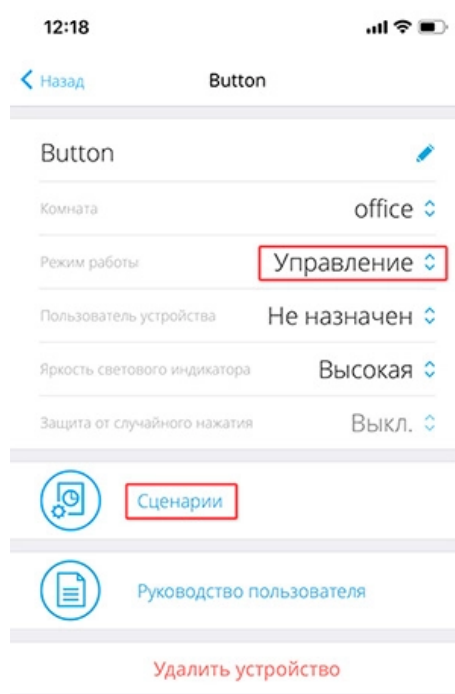 12:18
Назад Button
Button
Комната office
Режим работы Управление
Пользователь устройства Не назначен
Яркость светового индикатора Высокая
Защита от случайного нажатия Выкл.
Сценарии
Руководство пользователя
Удалить устройство